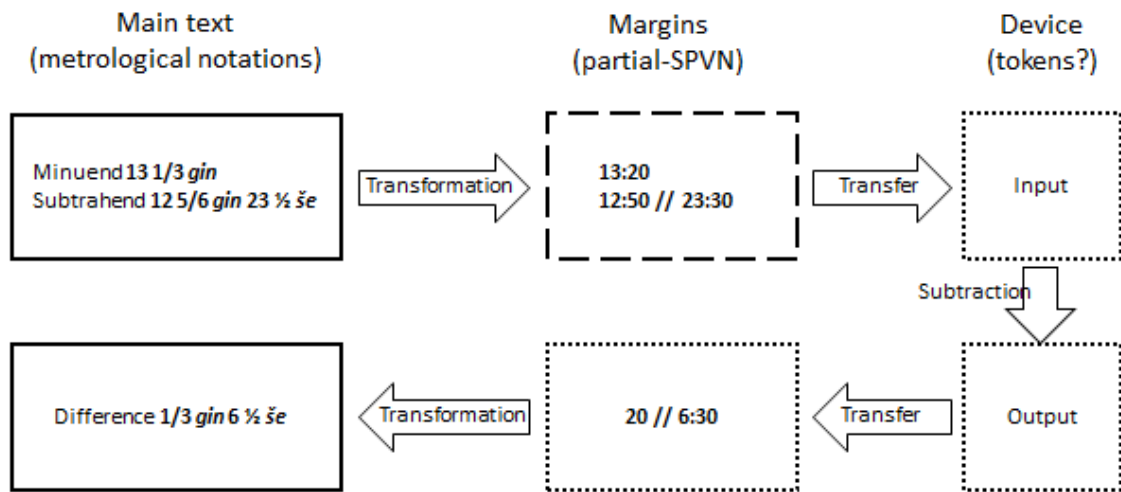 Main text
(metrological notations)
Margins
(partial-SPVN)
Device
(tokens?)
Minuend 13 1/3 gin
Subtrahend 12 5/6 gin 23 ½ še
Transformation
13:20
12:50 // 23:30
Transfer
Input
Subtraction
Difference 1/3 gin 6 ½ še
Transformation
20 // 6:30
Transfer
Output